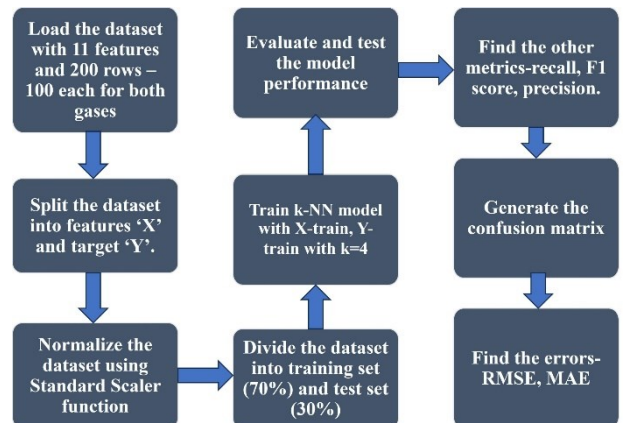 Load the dataset
with 11 features
and 200 rows –
100 each for both
gases
Split the dataset
into features ‘X’
and target ‘Y’.
Normalize the
dataset using
Standard Scaler
function
Divide the dataset
into training set
(70%) and test set
(30%)
Train k-NN model
with X-train, Y-
train with k=4
Evaluate and test
the model
performance
Find the other
metrics-recall, F1
score, precision.
Generate the
confusion matrix
Find the errors-
RMSE, MAE